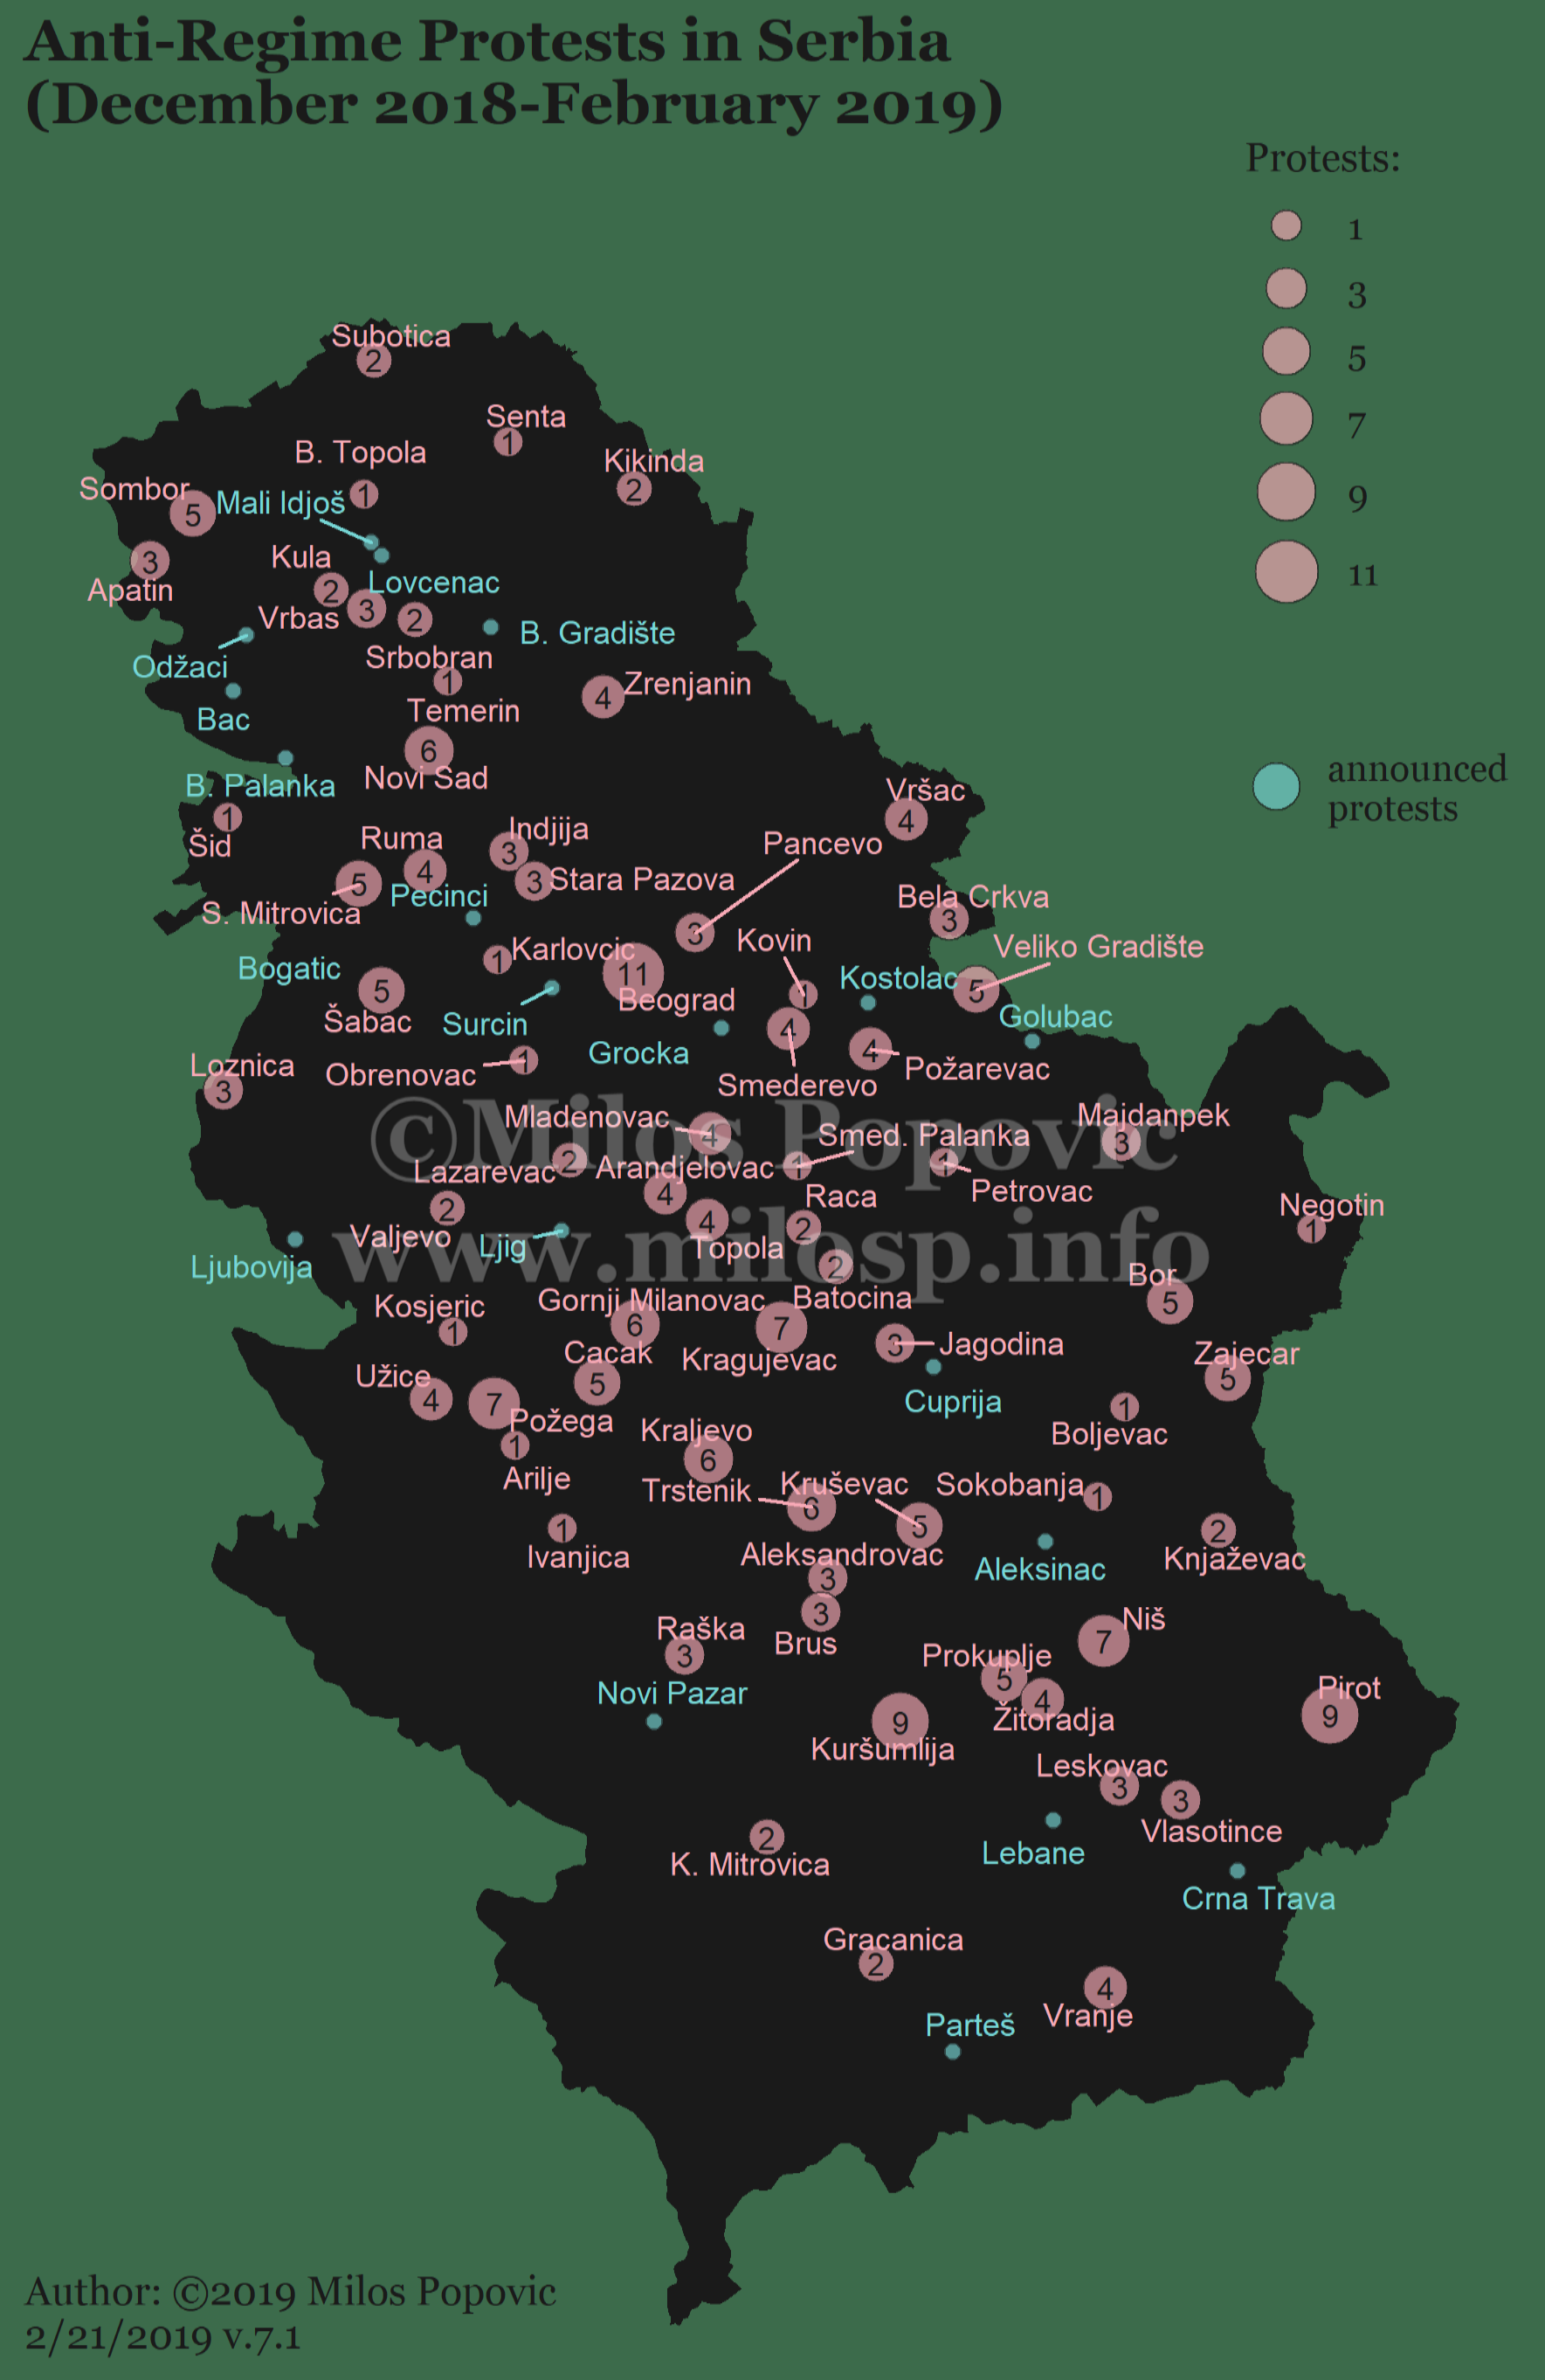 Anti-Regime Protests in Serbia
(December 2018-February 2019)
Protests:
1
3
5
7
9
11
announced
protests
Subotica
2
Senta
1
B. Topola
1
Kikinda
2
Sombor
5
Mali Idjoš
Apatin
3
Kula
2
Lovcenac
Vrbas
3
2
Srbobran
B. Gradište
Odžaci
1
Temerin
4
Zrenjanin
Bac
6
Novi Sad
B. Palanka
1
Šid
Vršac
4
Ruma
4
Indjija
3
Pancevo
3
5
S. Mitrovica
Pecinci
3
Stara Pazova
Bela Crkva
3
Kovin
1
Veliko Gradište
5
1
Karlovcic
11
Beograd
Bogatic
5
Šabac
Surcin
Kostolac
Golubac
Grocka
4
Smederevo
4
Požarevac
Loznica
3
Obrenovac
1
©Milos Popovic
www.milosp.info
Mladenovac
4
Smed. Palanka
1
Majdanpek
3
Lazarevac
2
Arandjelovac
4
1
Petrovac
2
Valjevo
Ljig
4
Topola
Raca
2
Negotin
1
Ljubovija
2
Batocina
Bor
5
Kosjeric
1
Gornji Milanovac
6
7
Kragujevac
3
Jagodina
Cacak
5
Cuprija
Zajecar
5
Užice
4
7
Požega
1
Boljevac
1
Arilje
Kraljevo
6
Trstenik
6
Kruševac
5
Sokobanja
1
1
Ivanjica
Aleksandrovac
3
Aleksinac
2
Knjaževac
3
Brus
Raška
3
Niš
7
Novi Pazar
Prokuplje
5
4
Žitoradja
Pirot
9
9
Kuršumlija
Leskovac
3
3
Vlasotince
2
K. Mitrovica
Lebane
Crna Trava
Gracanica
2
4
Vranje
Parteš
Author: ©2019 Milos Popovic
2/21/2019 v.7.1